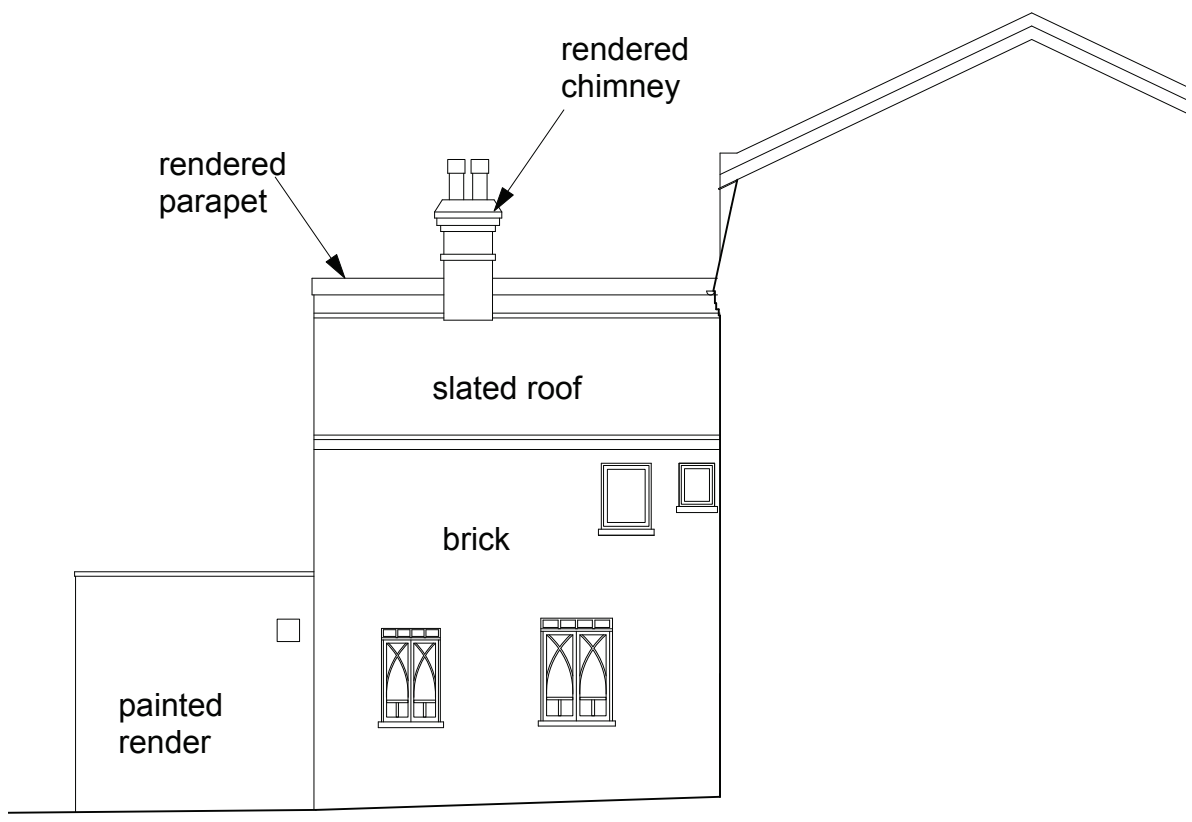 rendered
chimney
rendered
parapet
slated roof
brick
painted
render